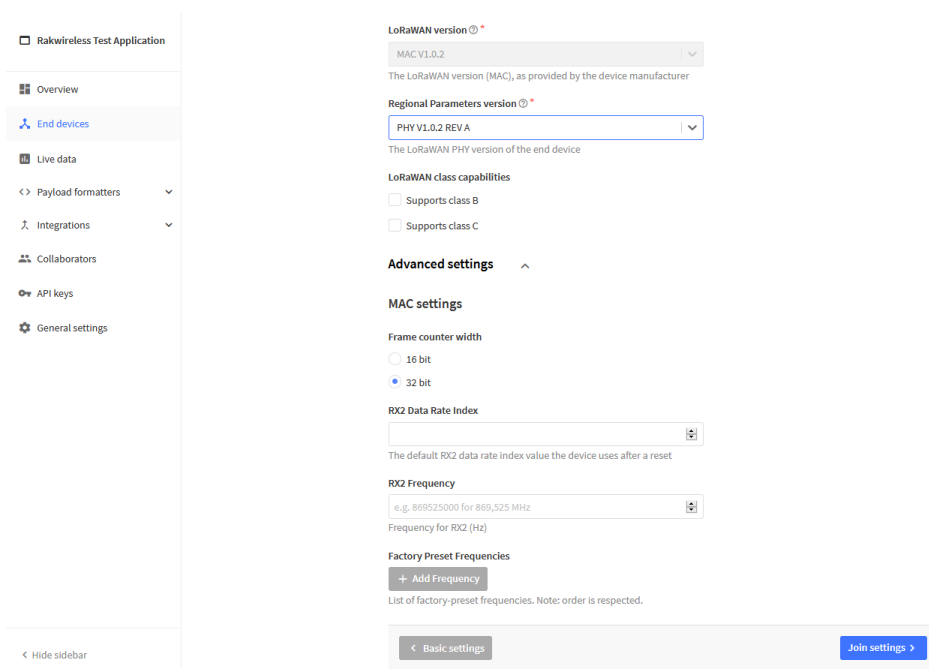 Rakwireless Test Application
Overview
End devices
Live data
Payload formatters
Integrations
Collaborators
API keys
General settings
Hide sidebar
LoRaWAN version *
MAC V1.0.2
The LoRaWAN version (MAC), as provided by the device manufacturer
Regional Parameters version *
PHY V1.0.2 REV A
The LoRaWAN PHY version of the end device
LoRaWAN class capabilities
Supports class B
Supports class C
Advanced settings
MAC settings
Frame counter width
16 bit
32 bit
RX2 Data Rate Index
The default RX2 data rate index value the device uses after a reset
RX2 Frequency
e.g. 869525000 for 869,525 MHz
Frequency for RX2 (Hz)
Factory Preset Frequencies
+ Add Frequency
List of factory-preset frequencies. Note: order is respected.
< Basic settings
Join settings >